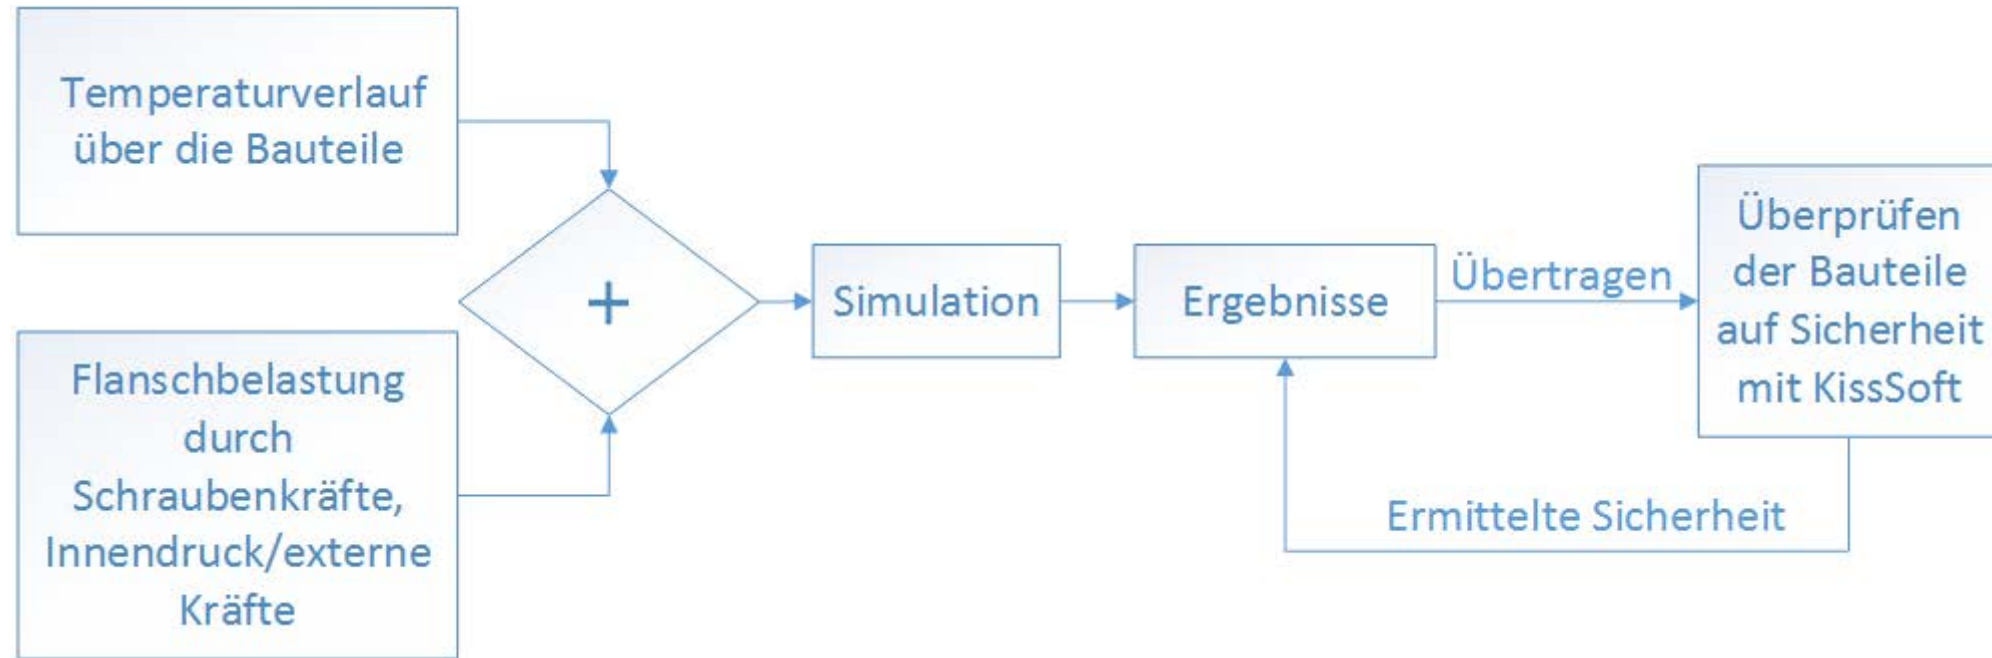 Temperaturverlauf
über die Bauteile
Flanschbelastung
durch
Schraubenkräfte,
Innendruck/externe
Kräfte
+
Simulation
Ergebnisse
Übertragen
Überprüfen
der Bauteile
auf Sicherheit
mit KissSoft
Ermittelte Sicherheit